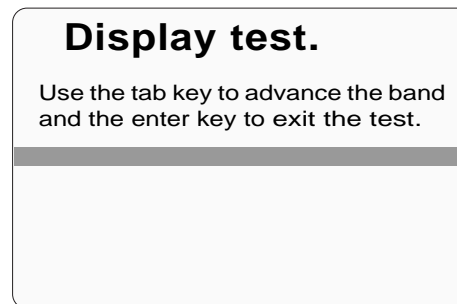 Display test.
Use the tab key to advance the band
and the enter key to exit the test.